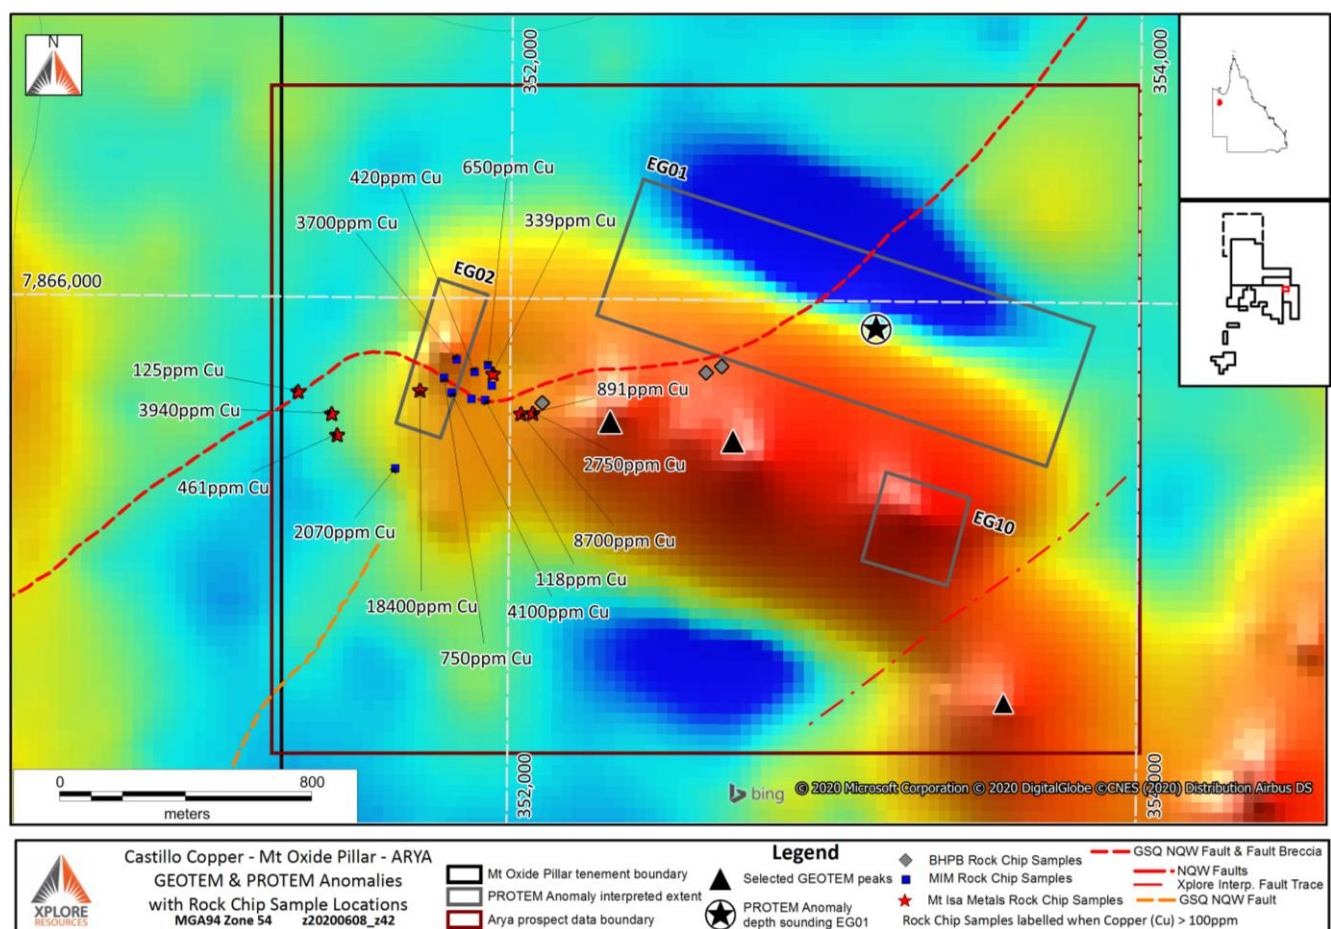 N
352,000
354,000
EG01
650ppm Cu
420ppm Cu
3700ppm Cu
339ppm Cu
EG02
7,866,000
125ppm Cu
3940ppm Cu
891ppm Cu
2750ppm Cu
461ppm Cu
2070ppm Cu
EG10
8700ppm Cu
118ppm Cu
18400ppm Cu
4100ppm Cu
750ppm Cu
352,000
0 800
meters
bing
© 2020 Microsoft Corporation © 2020 DigitalGlobe ©CNES (2020) Distribution Airbus DS
XPLORE
RESOURCES
Castillo Copper - Mt Oxide Pillar - ARYA
GEOTEM & PROTEM Anomalies
with Rock Chip Sample Locations
MGA94 Zone 54 z20200608_z42
Legend
Mt Oxide Pillar tenement boundary
PROTEM Anomaly interpreted extent
Arya prospect data boundary
Selected GEOTEM peaks
PROTEM Anomaly
depth sounding EG01
BHPB Rock Chip Samples
MIM Rock Chip Samples
Mt Isa Metals Rock Chip Samples
Rock Chip Samples labelled when Copper (Cu) > 100ppm
GSQ NQW Fault & Fault Breccia
NQW Faults
Xplore Interp. Fault Trace
GSQ NQW Fault